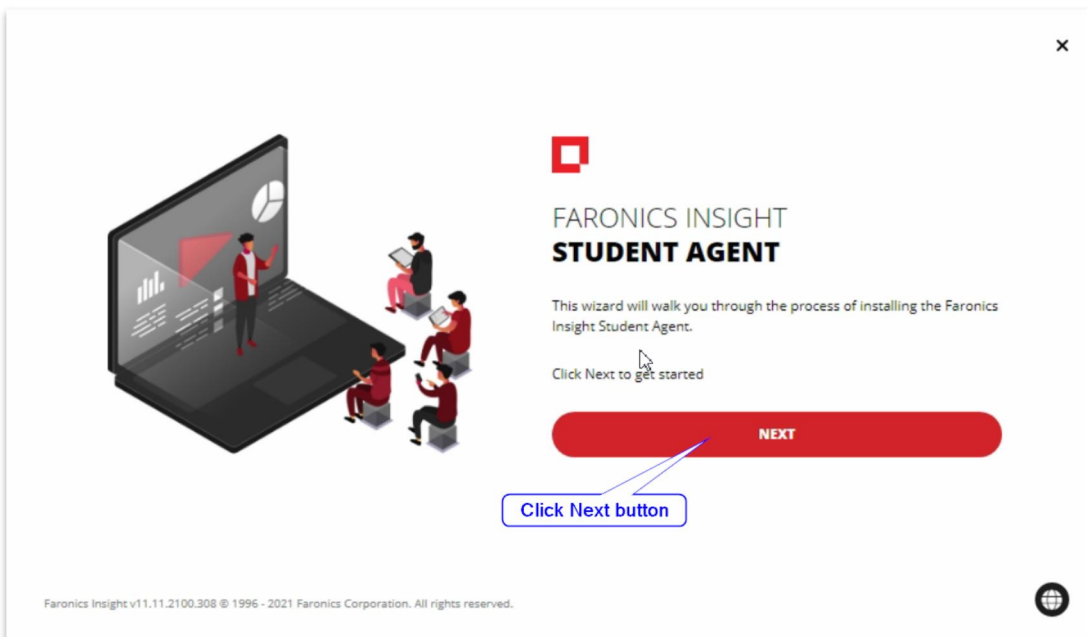 FARONICS INSIGHT
STUDENT AGENT
This wizard will walk you through the process of installing the Faronics
Insight Student Agent.
Click Next to get started
NEXT
Click Next button
Faronics Insight v11.11.2100.308 © 1996 - 2021 Faronics Corporation. All rights reserved.